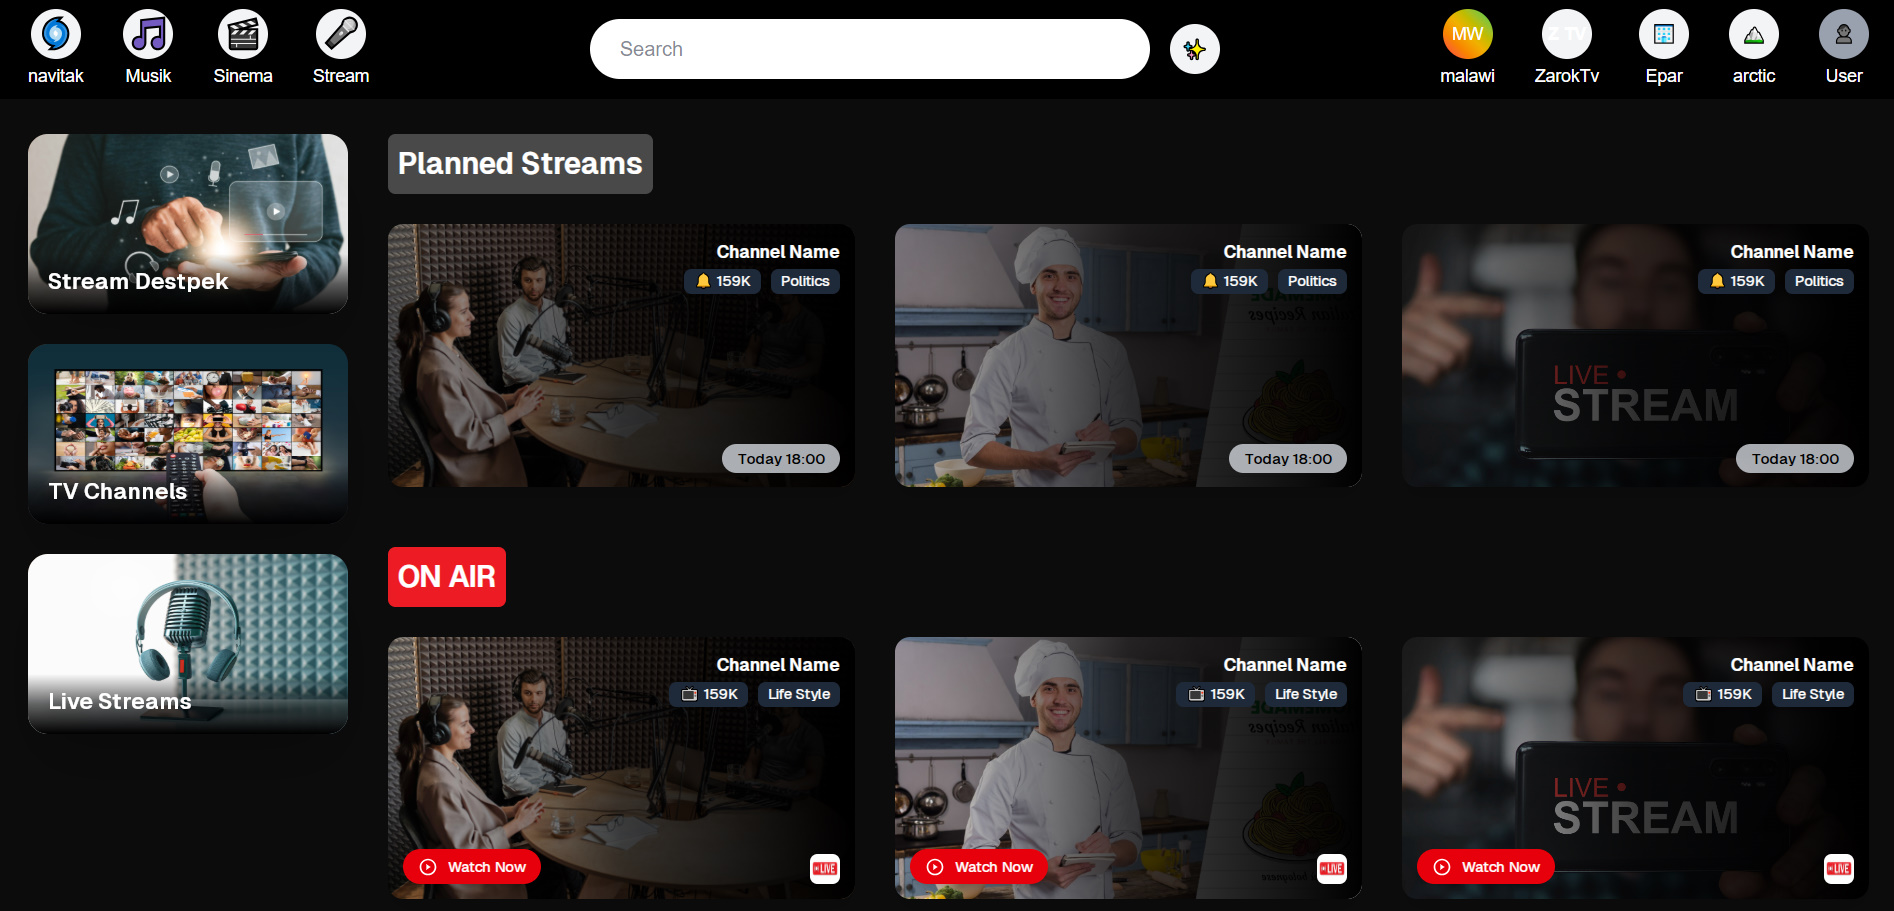 navitak
Musik
Sinema
Stream
Search
MW
malawi
Z TV
ZarokTv
Epar
arctic
User
Stream Destpek
TV Channels
Live Streams
Planned Streams
Channel Name
159K
Politics
Today 18:00
Channel Name
159K
Politics
Recipes
Today 18:00
Channel Name
159K
Politics
LIVE •
STREAM
Today 18:00
ON AIR
Channel Name
159K
Life Style
Watch Now
LIVE
Channel Name
159K
Life Style
Recipes
Watch Now
LIVE
Channel Name
159K
Life Style
LIVE •
STREAM
Watch Now
LIVE